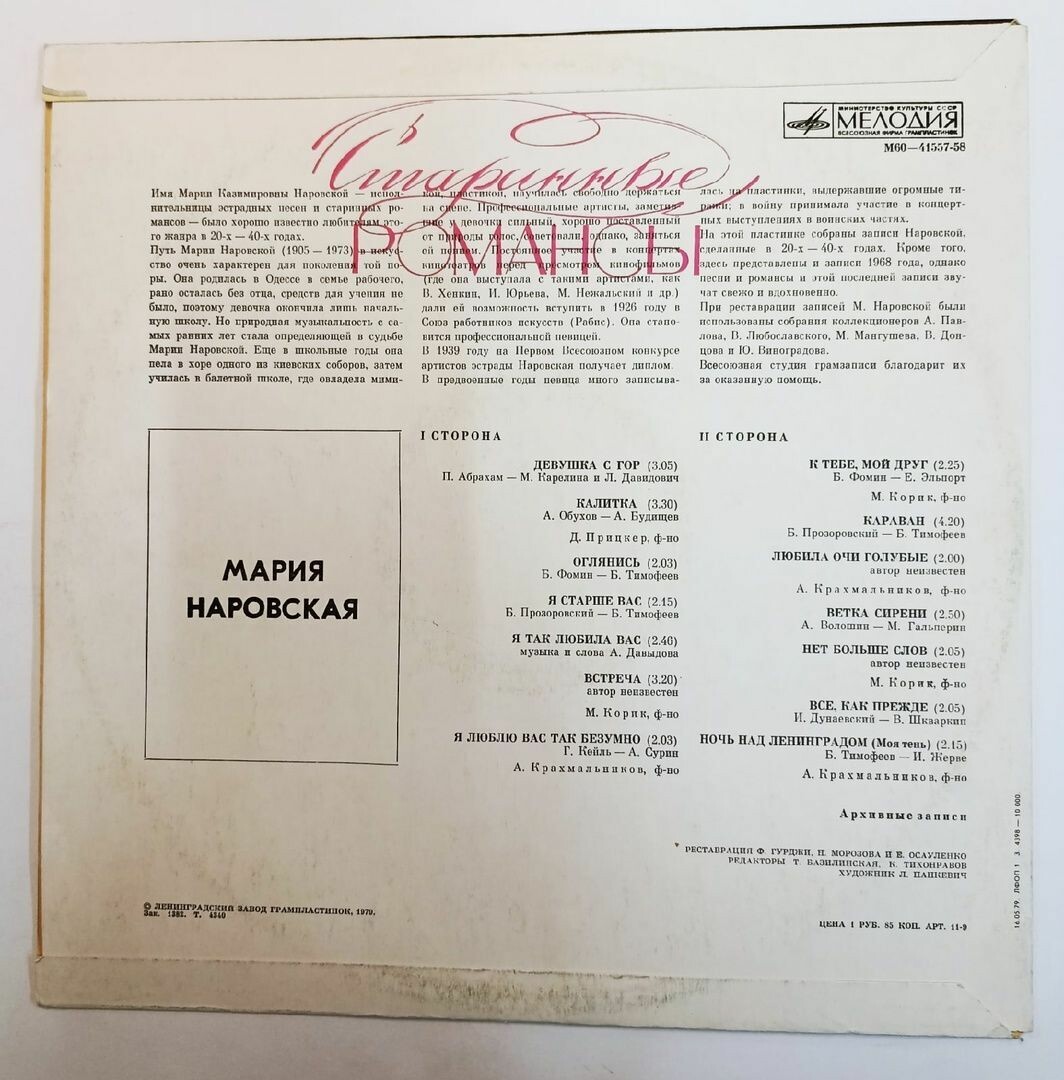 Старинные
РОМАНСЫ
МИНИСТЕРСТВО КУЛЬТУРЫ СССР
МЕЛОДИЯ
ВСЕСОЮЗНАЯ ФИРМА ГРАМПЛАСТИНОК
М60—41557-58
Имя Марии Казимировны Наровской — испол-
нительницы эстрадных песен и старинных ро-
мансов — было хорошо известно любителям это-
го жанра в 20-х — 40-х годах.
Путь Марии Наровской (1905 — 1973) в искус-
ство очень характерен для поколения той по-
ры. Она родилась в Одессе в семье рабочего,
рано осталась без отца, средств для учения не
было, поэтому девочка окончила лишь началь-
ную школу. Но природная музыкальность с са-
мых ранних лет стала определяющей в судьбе
Марии Наровской. Еще в школьные годы она
пела в хоре одного из киевских соборов, затем
училась в балетной школе, где овладела мими-
кой, пластикой, научилась свободно держаться
на сцене. Профессиональные артисты, заметив-
шие у девочки сильный, хорошо поставленный
от природы голос, советовали, однако, заняться
ей пением. Постоянное участие в концертах
кинотеатров перед просмотром кинофильмов
(где она выступала с такими артистами, как
В. Хенкин, И. Юрьева, М. Нежальский и др.)
дали ей возможность вступить в 1926 году в
Союз работников искусств (Рабис). Она стано-
вится профессиональной певицей.
В 1939 году на Первом Всесоюзном конкурсе
артистов эстрады Наровская получает диплом.
В предвоенные годы певица много записыва-
лась на пластинки, выдержавшие огромные ти-
ражи; в войну принимала участие в концерт-
ных выступлениях в воинских частях.
На этой пластинке собраны записи Наровской,
сделанные в 20-х — 40-х годах. Кроме того,
здесь представлены и записи 1968 года, однако
песни и романсы и этой последней записи зву-
чат свежо и вдохновенно.
При реставрации записей М. Наровской были
использованы собрания коллекционеров А. Пав-
лова, В. Любославского, М. Мангушева, В. Дон-
цова и Ю. Виноградова.
Всесоюзная студия грамзаписи благодарит их
за оказанную помощь.
МАРИЯ
НАРОВСКАЯ
I СТОРОНА
ДЕВУШКА С ГОР (3.05)
П. Абрахам — М. Карелина и Л. Давидович
КАЛИТКА (3.30)
А. Обухов — А. Будищев
Д. Прицкер, ф-но
ОГЛЯНИСЬ (2.03)
Б. Фомин — Б. Тимофеев
Я СТАРШЕ ВАС (2.15)
Б. Прозоровский — Б. Тимофеев
Я ТАК ЛЮБИЛА ВАС (2.46)
музыка и слова А. Давыдова
ВСТРЕЧА (3.20)
автор неизвестен
М. Корик, ф-но
Я ЛЮБЛЮ ВАС ТАК БЕЗУМНО (2.03)
Г. Кейль — А. Сурин
А. Крахмальников, ф-но
II СТОРОНА
К ТЕБЕ, МОЙ ДРУГ (2.25)
Б. Фомин — Е. Эльпорт
М. Корик, ф-но
КАРАВАН (4.20)
Б. Прозоровский — Б. Тимофеев
ЛЮБИЛА ОЧИ ГОЛУБЫЕ (2.00)
автор неизвестен
А. Крахмальников, ф-но
ВЕТКА СИРЕНИ (2.50)
А. Волошин — М. Гальперин
НЕТ БОЛЬШЕ СЛОВ (2.05)
автор неизвестен
М. Корик, ф-но
ВСЕ, КАК ПРЕЖДЕ (2.05)
И. Дунаевский — В. Шкваркин
НОЧЬ НАД ЛЕНИНГРАДОМ (Моя тень) (2.15)
Б. Тимофеев — И. Жерве
А. Крахмальников, ф-но
Архивные записи
РЕСТАВРАЦИЯ Ф. ГУРДЖИ, Н. МОРОЗОВА И Е. ОСАУЛЕНКО
РЕДАКТОРЫ Т. БАЗИЛИНСКАЯ, К. ТИХОНРАВОВ
ХУДОЖНИК Л. ПАШКЕВИЧ
© ЛЕНИНГРАДСКИЙ ЗАВОД ГРАМПЛАСТИНОК, 1979.
Зак. 1381. Т. 4540
ЦЕНА 1 РУБ. 85 КОП. АРТ. 11-9
16.05.79. ЛФОП 1 З. 4398 — 10 000.